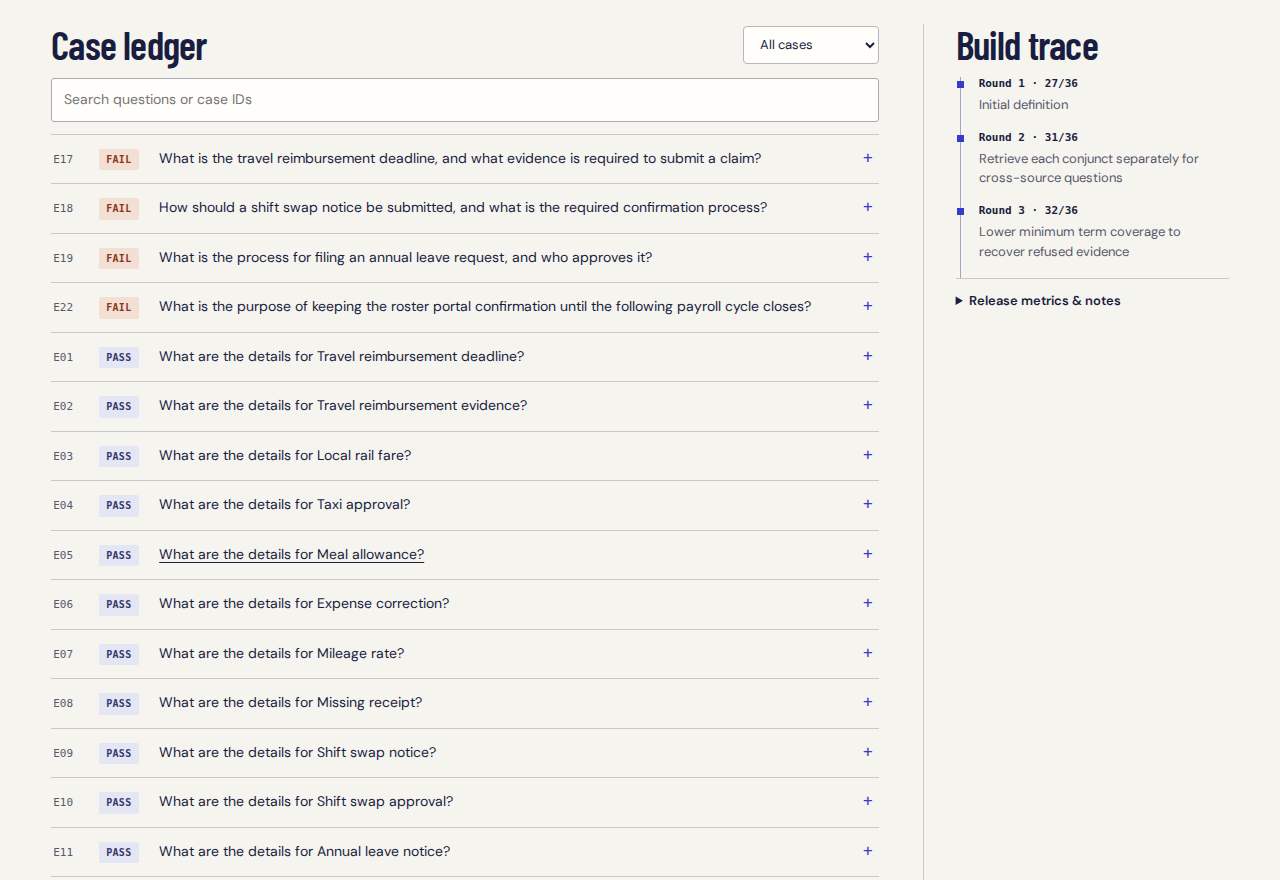 Case ledger
All cases
Search questions or case IDs
E17 FAIL What is the travel reimbursement deadline, and what evidence is required to submit a claim? +
E18 FAIL How should a shift swap notice be submitted, and what is the required confirmation process? +
E19 FAIL What is the process for filing an annual leave request, and who approves it? +
E22 FAIL What is the purpose of keeping the roster portal confirmation until the following payroll cycle closes? +
E01 PASS What are the details for Travel reimbursement deadline? +
E02 PASS What are the details for Travel reimbursement evidence? +
E03 PASS What are the details for Local rail fare? +
E04 PASS What are the details for Taxi approval? +
E05 PASS What are the details for Meal allowance? +
E06 PASS What are the details for Expense correction? +
E07 PASS What are the details for Mileage rate? +
E08 PASS What are the details for Missing receipt? +
E09 PASS What are the details for Shift swap notice? +
E10 PASS What are the details for Shift swap approval? +
E11 PASS What are the details for Annual leave notice? +
Build trace
Round 1 · 27/36
Initial definition
Round 2 · 31/36
Retrieve each conjunct separately for
cross-source questions
Round 3 · 32/36
Lower minimum term coverage to
recover refused evidence
Release metrics & notes